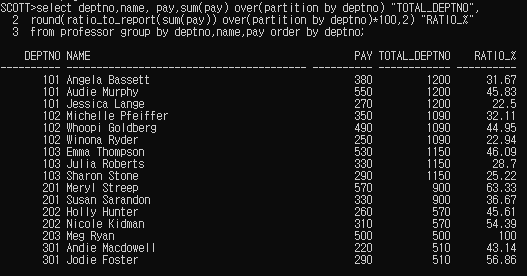 SCOTT>select deptno,name, pay,sum(pay) over(partition by deptno) "TOTAL_DEPTNO",
2 round(ratio_to_report(sum(pay)) over(partition by deptno)*100,2) "RATIO_%"
3 from professor group by deptno,name,pay order by deptno;
DEPTNO NAME PAY TOTAL_DEPTNO RATIO_%
101 Angela Bassett 380 1200 31.67
101 Audie Murphy 550 1200 45.83
101 Jessica Lange 270 1200 22.5
102 Michelle Pfeiffer 350 1090 32.11
102 Whoopi Goldberg 490 1090 44.95
102 Winona Ryder 250 1090 22.94
103 Emma Thompson 530 1150 46.09
103 Julia Roberts 330 1150 28.7
103 Sharon Stone 290 1150 25.22
201 Meryl Streep 570 900 63.33
201 Susan Sarandon 330 900 36.67
202 Holly Hunter 260 570 45.61
202 Nicole Kidman 310 570 54.39
203 Meg Ryan 500 500 100
301 Andie Macdowell 220 510 43.14
301 Jodie Foster 290 510 56.86